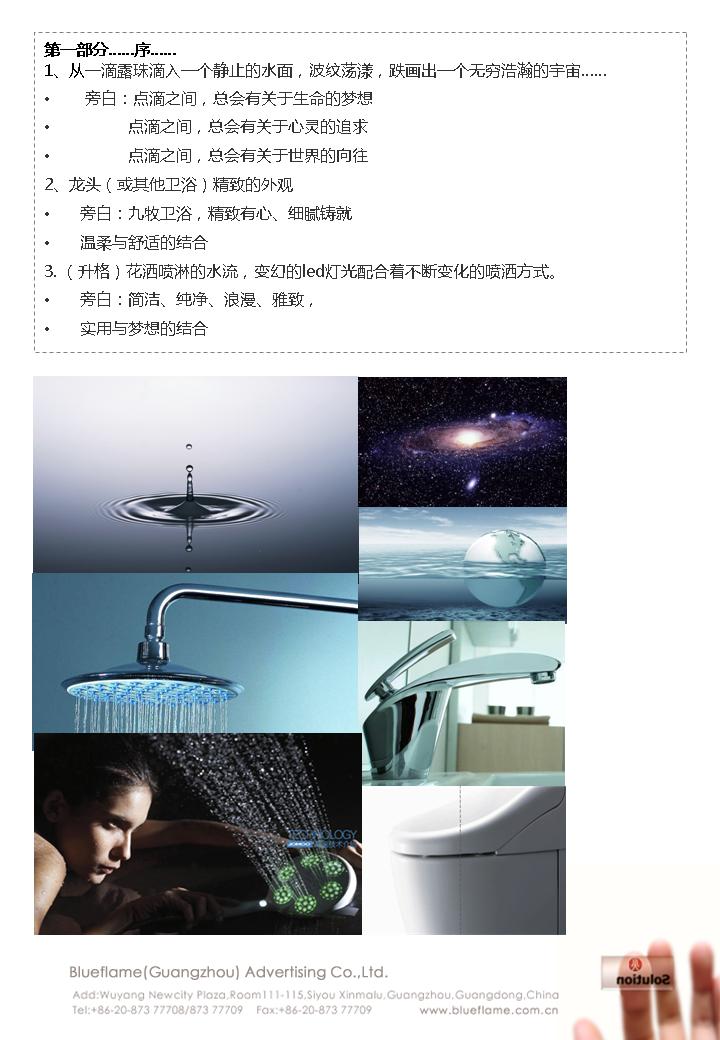 第一部分......序......
1、从一滴露珠滴入一个静止的水面，波纹荡漾，跌画出一个无穷浩瀚的宇宙......
• 旁白：点滴之间，总会有关于生命的梦想
• 点滴之间，总会有关于心灵的追求
• 点滴之间，总会有关于世界的向往
2、龙头（或其他卫浴）精致的外观
• 旁白：九牧卫浴，精致有心、细腻铸就
• 温柔与舒适的结合
3.（升格）花洒喷淋的水流，变幻的led灯光配合着不断变化的喷洒方式。
• 旁白：简洁、纯净、浪漫、雅致，
• 实用与梦想的结合
TECHNOLOGY
Blueflame(Guangzhou) Advertising Co.,Ltd.
Solution
Add:Wuyang Newcity Plaza,Room111-115,Siyou Xinmalu,Guangzhou,Guangdong,China
Tel:+86-20-873 77708/873 77709 Fax:+86-20-873 77709 www.blueflame.com.cn